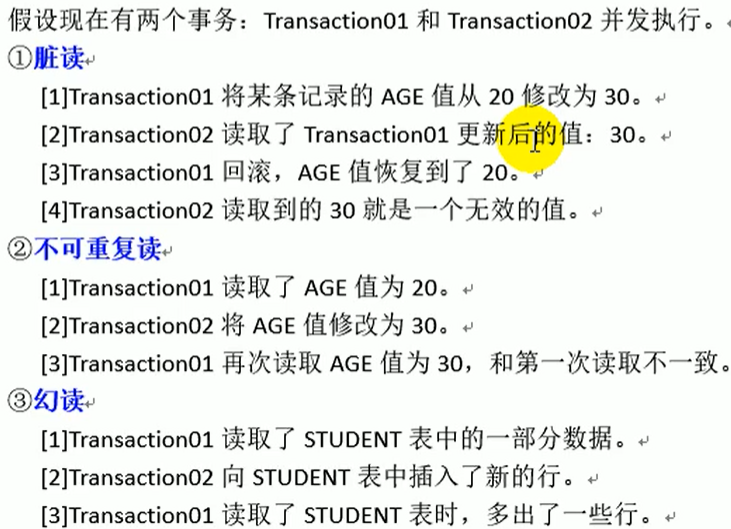 假设现在有两个事务：Transaction01 和 Transaction02 并发执行。
①脏读
[1]Transaction01 将某条记录的 AGE 值从 20 修改为 30。
[2]Transaction02 读取了 Transaction01 更新后的值：30。
[3]Transaction01 回滚，AGE 值恢复到了 20。
[4]Transaction02 读取到的 30 就是一个无效的值。
②不可重复读
[1]Transaction01 读取了 AGE 值为 20。
[2]Transaction02 将 AGE 值修改为 30。
[3]Transaction01 再次读取 AGE 值为 30，和第一次读取不一致。
③幻读
[1]Transaction01 读取了 STUDENT 表中的一部分数据。
[2]Transaction02 向 STUDENT 表中插入了新的行。
[3]Transaction01 读取了 STUDENT 表时，多出了一些行。